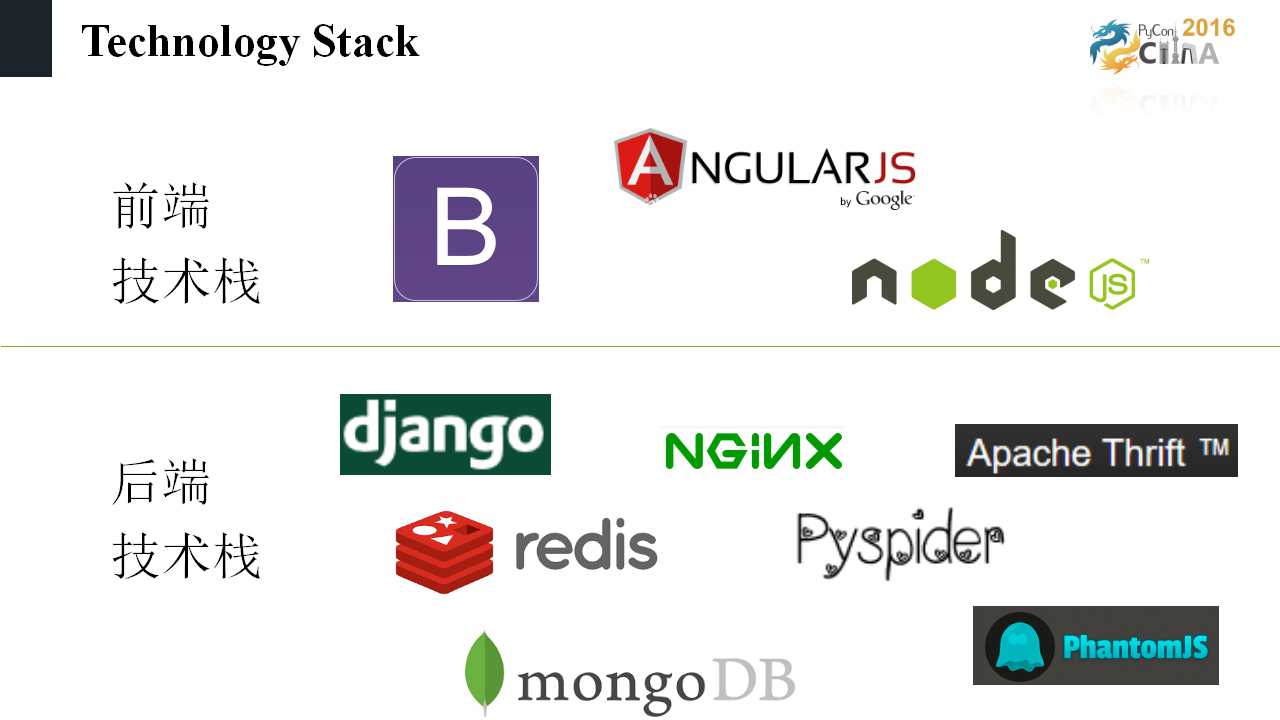 Technology Stack
PyCon 2016
CHINA
前端
技术栈
B
ANGULARJS
by Google
node JS ™
后端
技术栈
django
NGINX
Apache Thrift ™
redis
Pyspider
PhantomJS
mongoDB